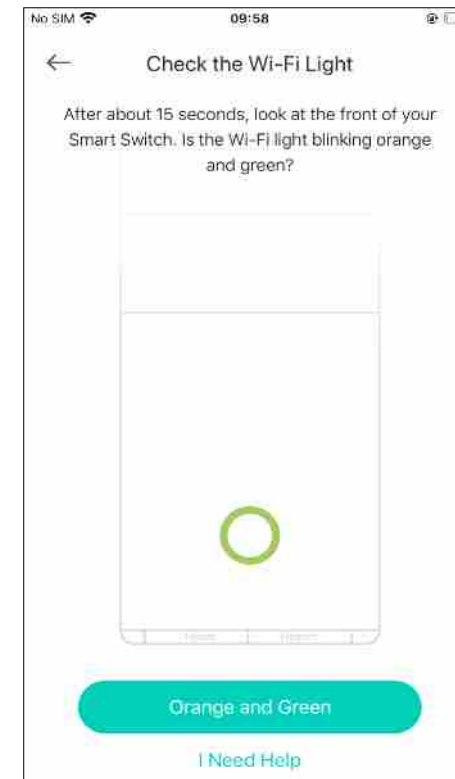 No SIM 09:58
Check the Wi-Fi Light
After about 15 seconds, look at the front of your
Smart Switch. Is the Wi-Fi light blinking orange
and green?
Orange and Green
I Need Help